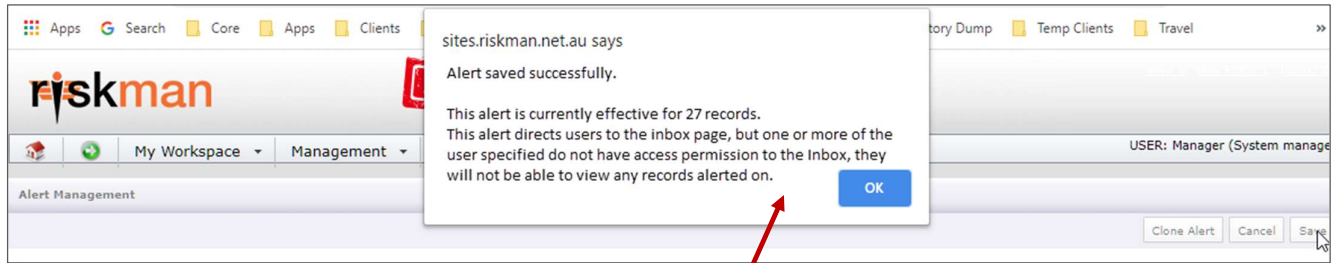 Apps G Search Core Apps Clients tory Dump Temp Clients Travel »
sites.riskman.net.au says
Alert saved successfully.
riskman
This alert is currently effective for 27 records.
This alert directs users to the inbox page, but one or more of the
user specified do not have access permission to the Inbox, they
will not be able to view any records alerted on.
OK
My Workspace Management USER: Manager (System manage
Alert Management
Clone Alert Cancel Save